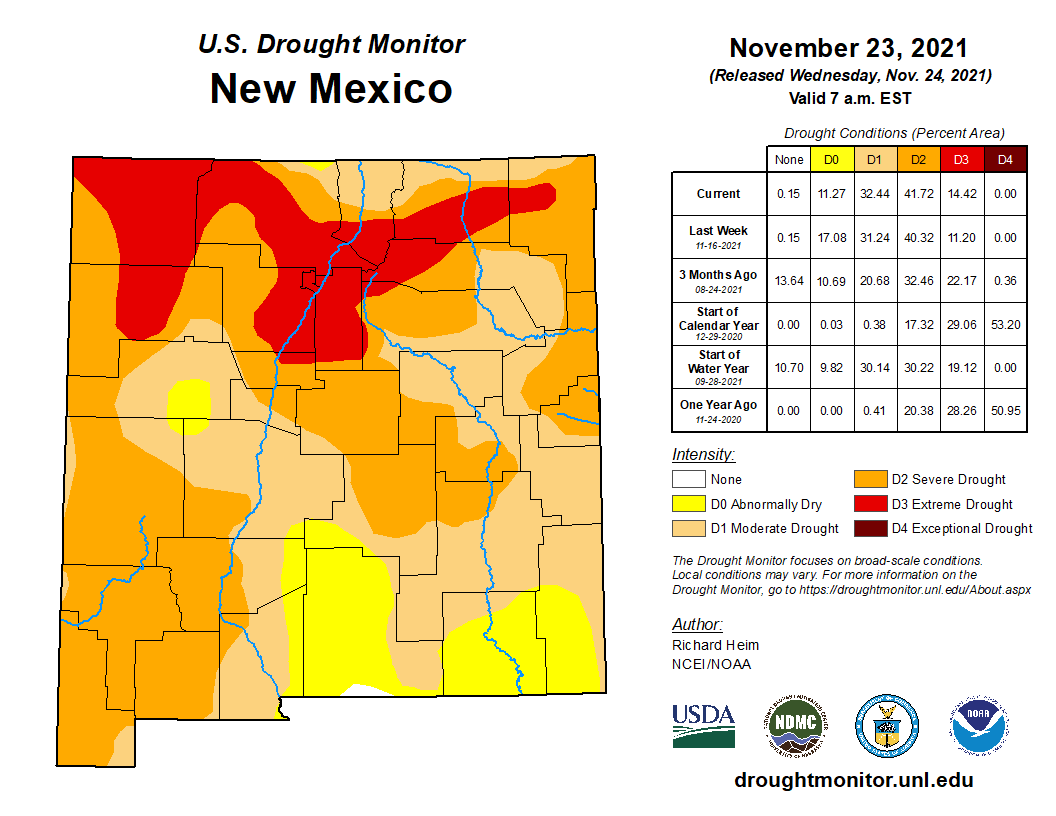 U.S. Drought Monitor
New Mexico
November 23, 2021
(Released Wednesday, Nov. 24, 2021)
Valid 7 a.m. EST
Drought Conditions (Percent Area)
None D0 D1 D2 D3 D4
Current 0.15 11.27 32.44 41.72 14.42 0.00
Last Week 11-16-2021 0.15 17.08 31.24 40.32 11.20 0.00
3 Months Ago 08-24-2021 13.64 10.69 20.68 32.46 22.17 0.36
Start of Calendar Year 12-29-2020 0.00 0.03 0.38 17.32 29.06 53.20
Start of Water Year 09-28-2021 10.70 9.82 30.14 30.22 19.12 0.00
One Year Ago 11-24-2020 0.00 0.00 0.41 20.38 28.26 50.95
Intensity:
None
D0 Abnormally Dry
D1 Moderate Drought
D2 Severe Drought
D3 Extreme Drought
D4 Exceptional Drought
The Drought Monitor focuses on broad-scale conditions.
Local conditions may vary. For more information on the
Drought Monitor, go to https://droughtmonitor.unl.edu/About.aspx
Author:
Richard Heim
NCEI/NOAA
USDA
NDMC
NOAA
droughtmonitor.unl.edu